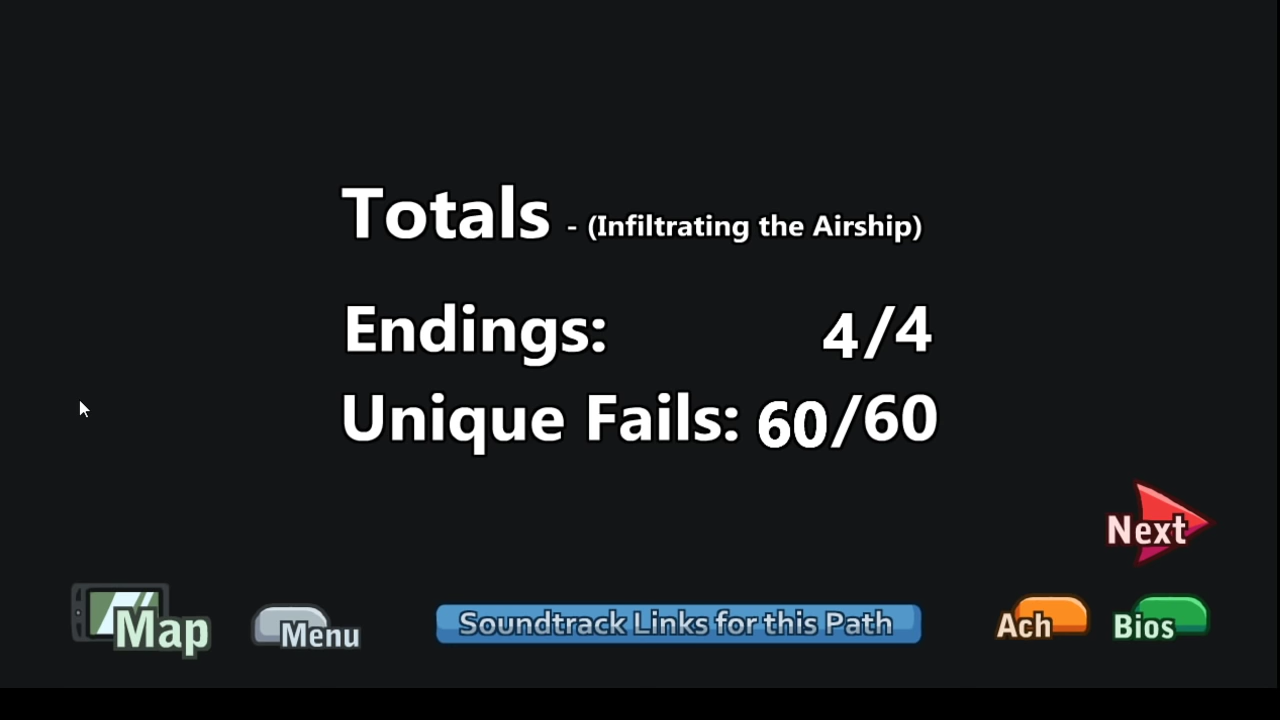 Totals - (Infiltrating the Airship)
Endings: 4/4
Unique Fails: 60/60
Next
Map
Menu
Soundtrack Links for this Path
Ach
Bios